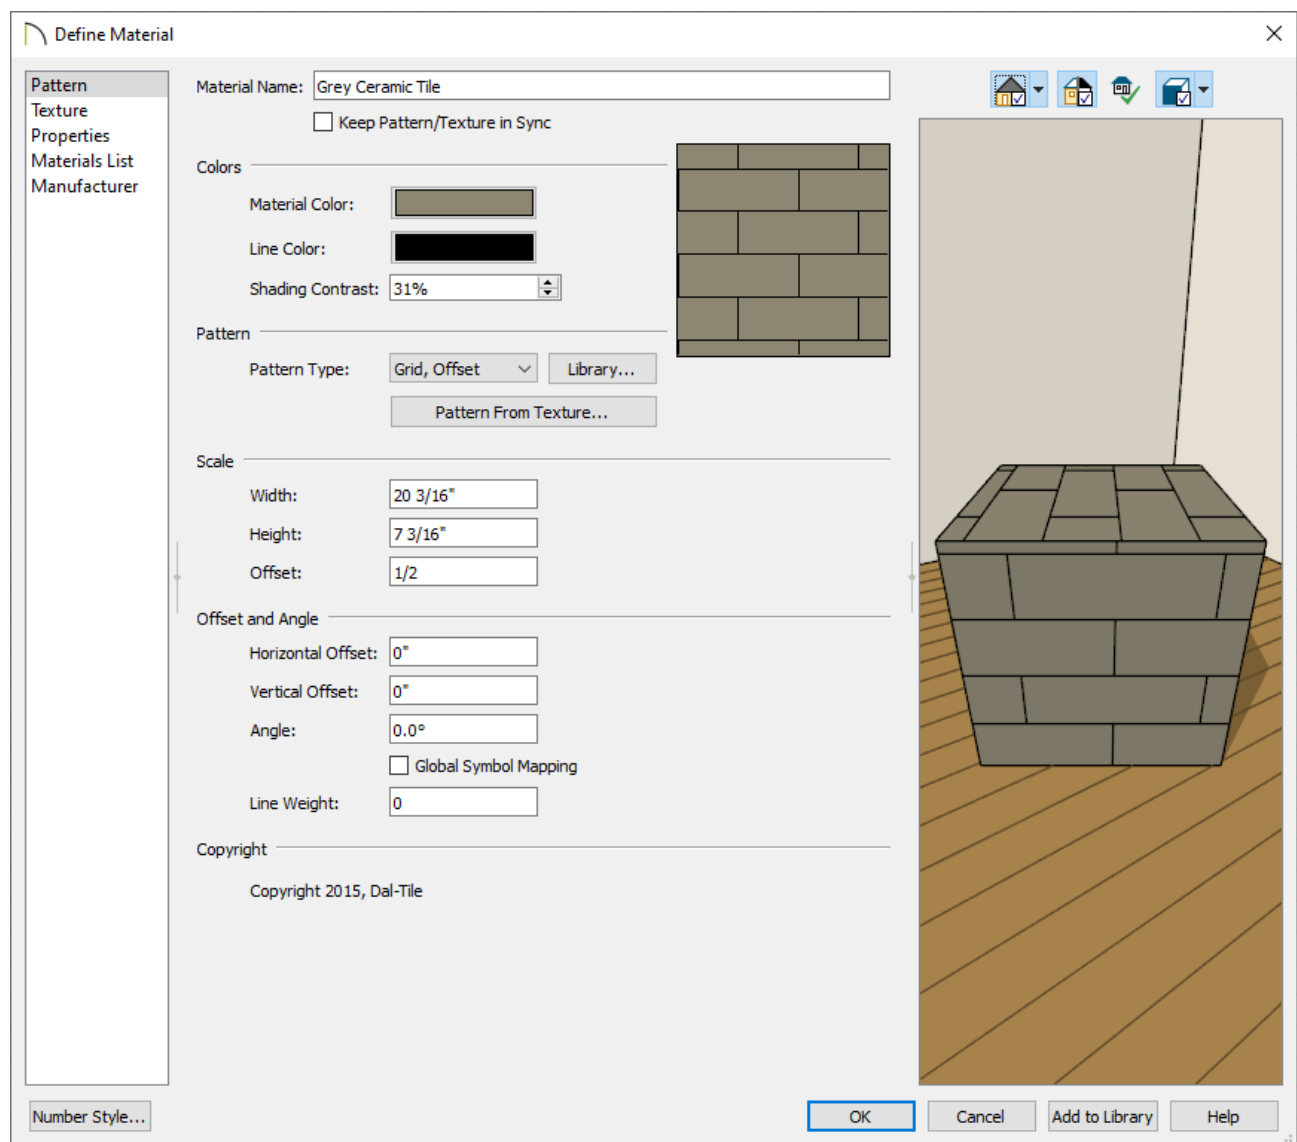 Define Material
Pattern
Texture
Properties
Materials List
Manufacturer
Material Name: Grey Ceramic Tile
Keep Pattern/Texture in Sync
Colors
Material Color:
Line Color:
Shading Contrast: 31%
Pattern
Pattern Type: Grid, Offset Library...
Pattern From Texture...
Scale
Width: 20 3/16"
Height: 7 3/16"
Offset: 1/2
Offset and Angle
Horizontal Offset: 0"
Vertical Offset: 0"
Angle: 0.0°
Global Symbol Mapping
Line Weight: 0
Copyright
Copyright 2015, Dal-Tile
Number Style... OK Cancel Add to Library Help